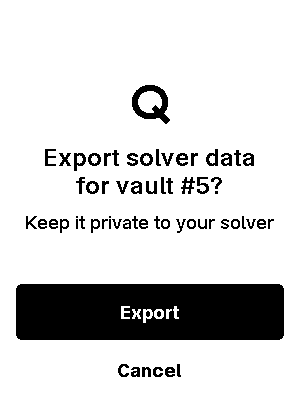 Q
Export solver data
for vault #5?
Keep it private to your solver
Export
Cancel